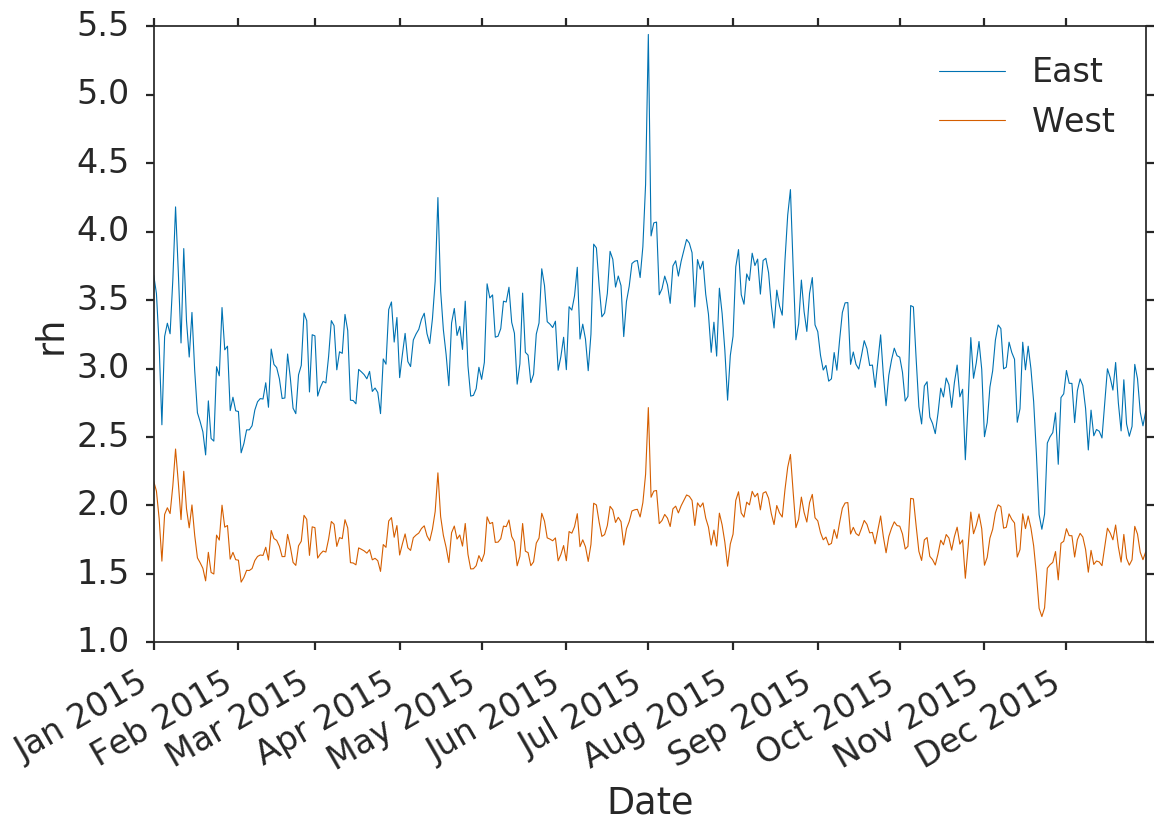 5.5
5.0
4.5
4.0
3.5
3.0
2.5
2.0
1.5
1.0
rh
East
West
Jan 2015
Feb 2015
Mar 2015
Apr 2015
May 2015
Jun 2015
Jul 2015
Aug 2015
Sep 2015
Oct 2015
Nov 2015
Dec 2015
Date